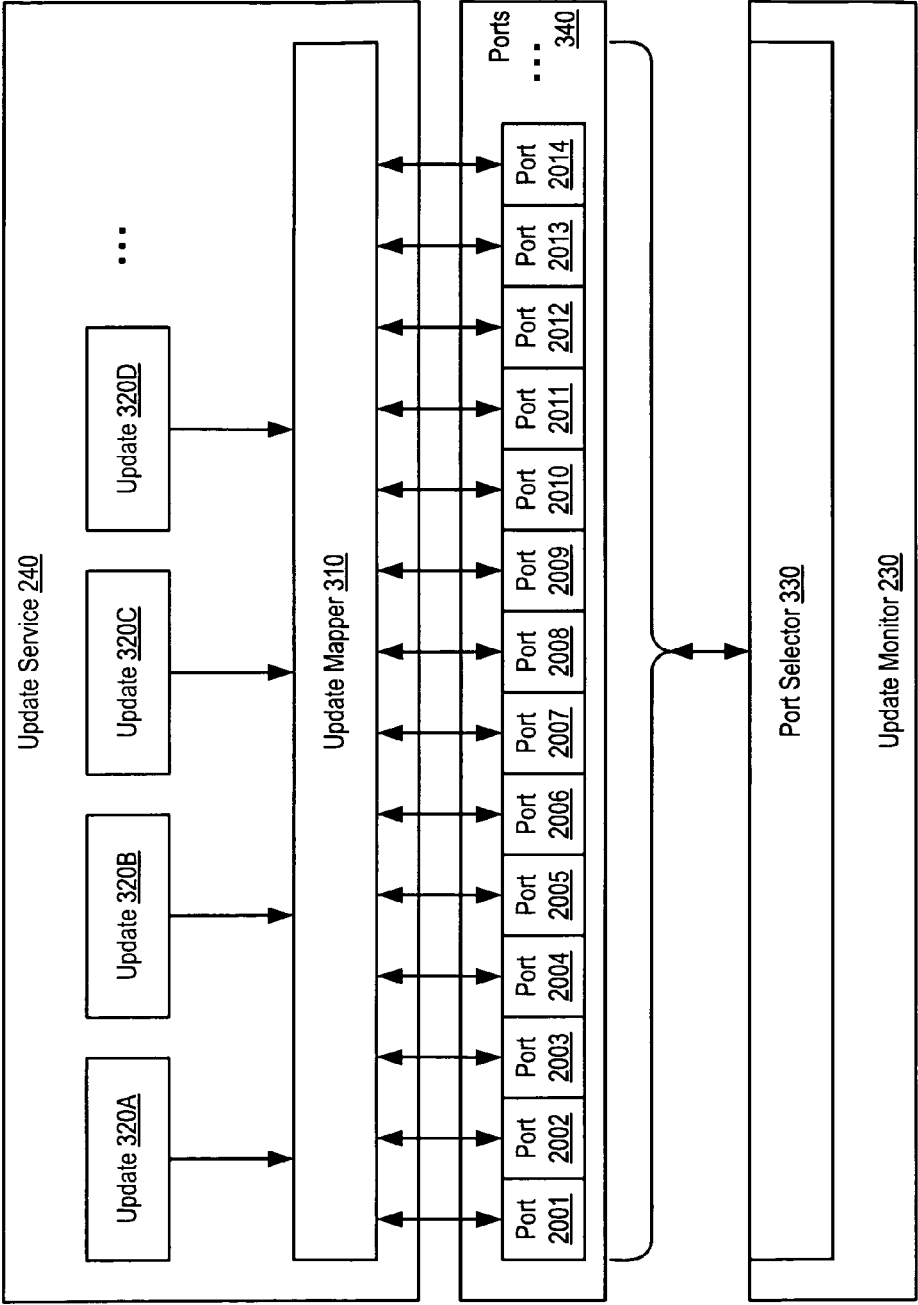 Update Service 240
Update 320A
Update 320B
Update 320C
Update 320D
...
Update Mapper 310
Ports
...
340
Port
2001
Port
2002
Port
2003
Port
2004
Port
2005
Port
2006
Port
2007
Port
2008
Port
2009
Port
2010
Port
2011
Port
2012
Port
2013
Port
2014
Port Selector 330
Update Monitor 230